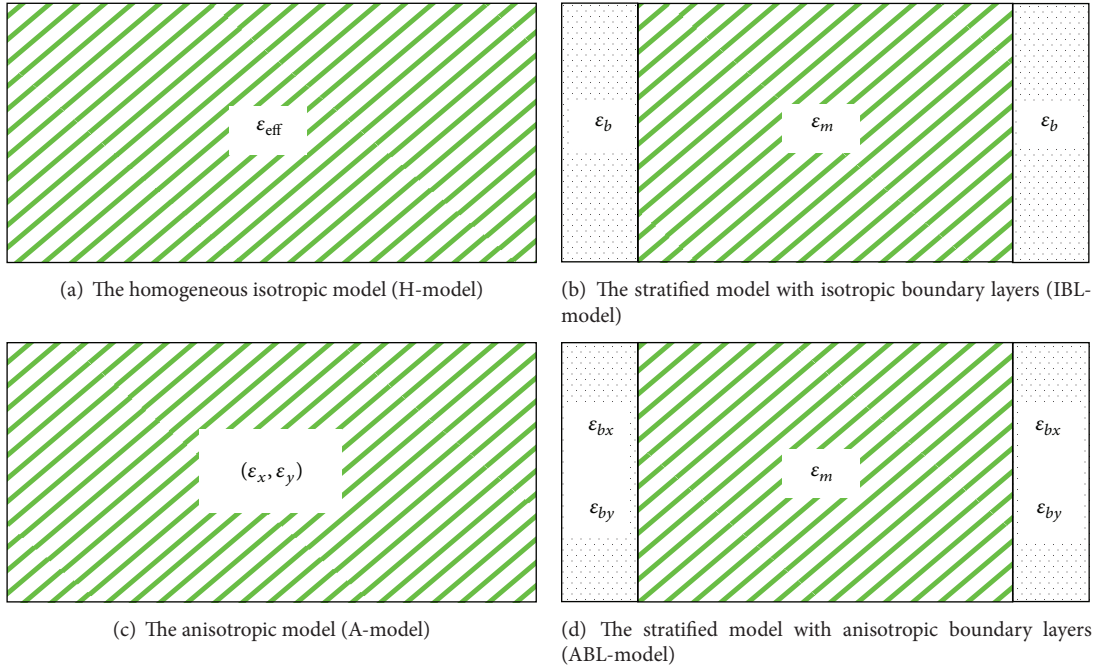 ε_eff
ε_b ε_m ε_b
(a) The homogeneous isotropic model (H-model)
(b) The stratified model with isotropic boundary layers (IBL-
model)
(ε_x, ε_y)
ε_bx ε_bx
ε_m
ε_by ε_by
(c) The anisotropic model (A-model)
(d) The stratified model with anisotropic boundary layers
(ABL-model)